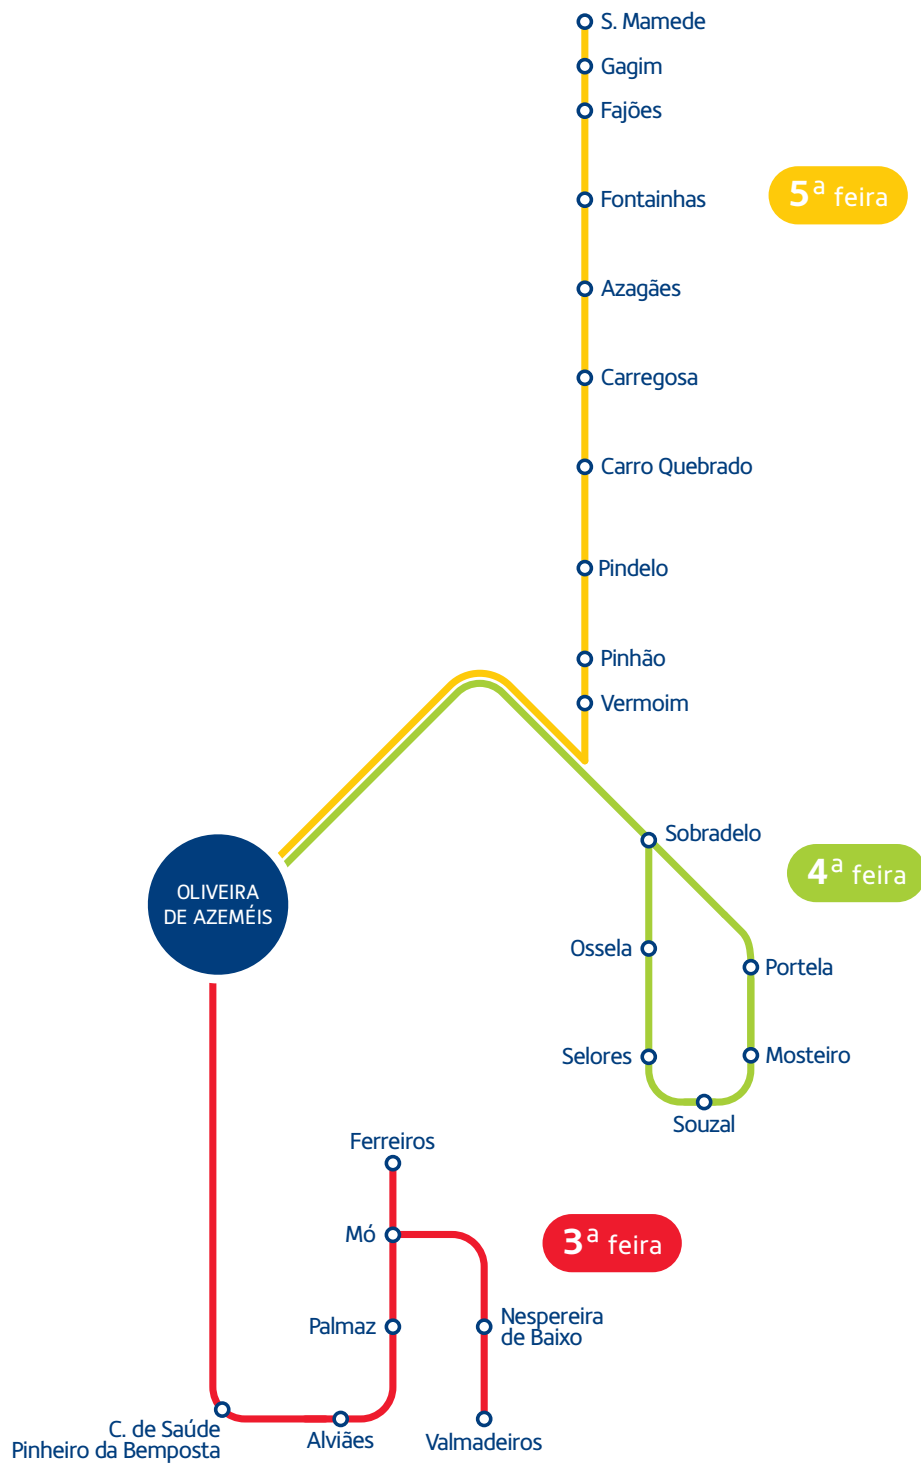 S. Mamede
Gagim
Fajões
Fontainhas
5ª feira
Azagães
Carregosa
Carro Quebrado
Pindelo
Pinhão
Vermoim
Sobradelo
OLIVEIRA
DE AZEMÉIS
4ª feira
Ossela
Portela
Selores
Mosteiro
Souzal
Ferreiros
Mó
3ª feira
Palmaz
Nespereira
de Baixo
C. de Saúde
Pinheiro da Bemposta
Alviães
Valmadeiros